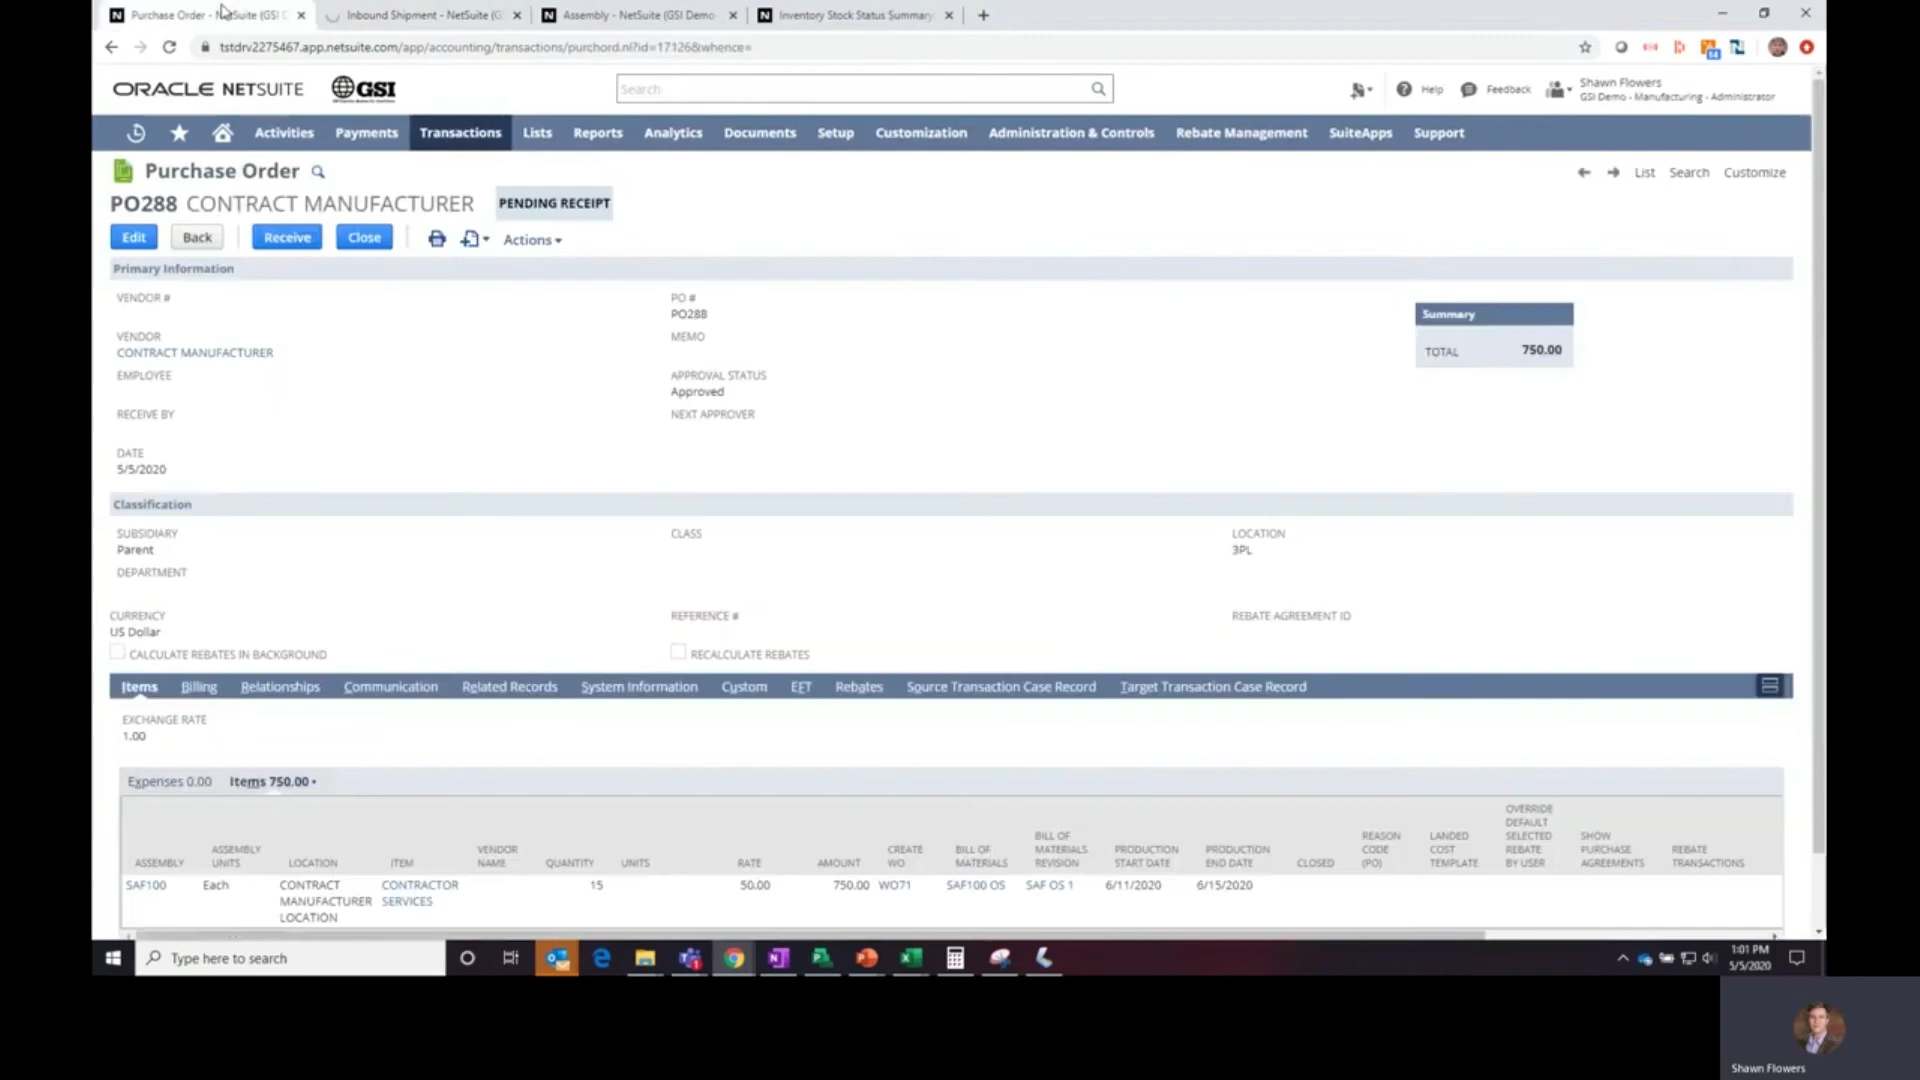 Purchase Order - NetSuite (GSI
Inbound Shipment - NetSuite (G
Assembly - NetSuite (GSI Demo
Inventory Stock Status Summary
tstdrv2275467.app.netsuite.com/app/accounting/transactions/purchord.nl?id=17126&whence=
ORACLE NETSUITE
GSI
Search
Help
Feedback
Shawn Flowers
GSI Demo - Manufacturing - Administrator
Activities
Payments
Transactions
Lists
Reports
Analytics
Documents
Setup
Customization
Administration & Controls
Rebate Management
SuiteApps
Support
Purchase Order
List
Search
Customize
PO288 CONTRACT MANUFACTURER
PENDING RECEIPT
Edit
Back
Receive
Close
Actions
Primary Information
VENDOR #
VENDOR
CONTRACT MANUFACTURER
EMPLOYEE
RECEIVE BY
DATE
5/5/2020
PO #
PO288
MEMO
APPROVAL STATUS
Approved
NEXT APPROVER
Summary
TOTAL 750.00
Classification
SUBSIDIARY
Parent
DEPARTMENT
CLASS
LOCATION
3PL
CURRENCY
US Dollar
REFERENCE #
REBATE AGREEMENT ID
CALCULATE REBATES IN BACKGROUND
RECALCULATE REBATES
Items
Billing
Relationships
Communication
Related Records
System Information
Custom
EFT
Rebates
Source Transaction Case Record
Target Transaction Case Record
EXCHANGE RATE
1.00
Expenses 0.00
Items 750.00 •
ASSEMBLY
ASSEMBLY
UNITS
LOCATION
ITEM
VENDOR
NAME
QUANTITY
UNITS
RATE
AMOUNT
CREATE
WO
BILL OF
MATERIALS
BILL OF
MATERIALS
REVISION
PRODUCTION
START DATE
PRODUCTION
END DATE
CLOSED
REASON
CODE
(PO)
LANDED
COST
TEMPLATE
OVERRIDE
DEFAULT
SELECTED
REBATE
BY USER
SHOW
PURCHASE
AGREEMENTS
REBATE
TRANSACTIONS
SAF100
Each
CONTRACT
MANUFACTURER
LOCATION
CONTRACTOR
SERVICES
15
50.00
750.00
WO71
SAF100 OS
SAF OS 1
6/11/2020
6/15/2020
Type here to search
1:01 PM
5/5/2020
Shawn Flowers